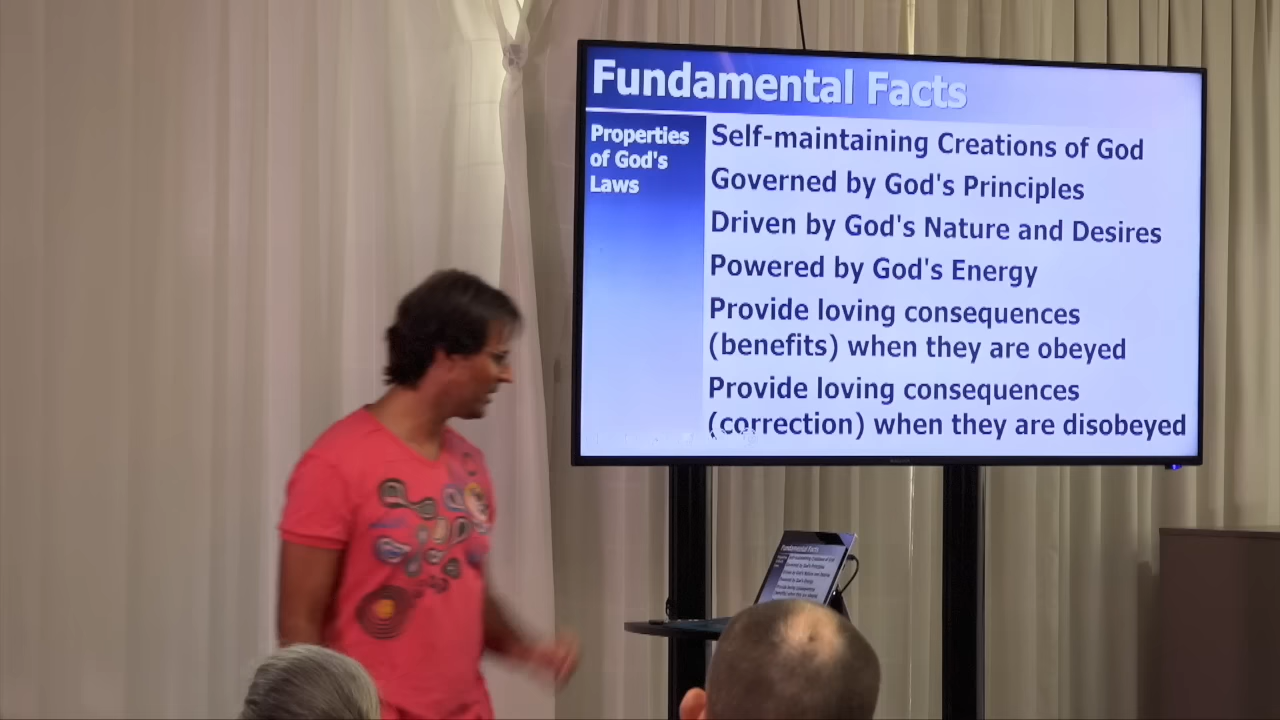 Fundamental Facts
Properties
of God's
Laws
Self-maintaining Creations of God
Governed by God's Principles
Driven by God's Nature and Desires
Powered by God's Energy
Provide loving consequences
(benefits) when they are obeyed
Provide loving consequences
(correction) when they are disobeyed
Fundamental Facts